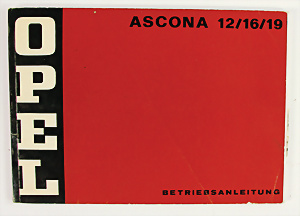 OPEL
ASCONA 12/16/19
BETRIEBSANLEITUNG